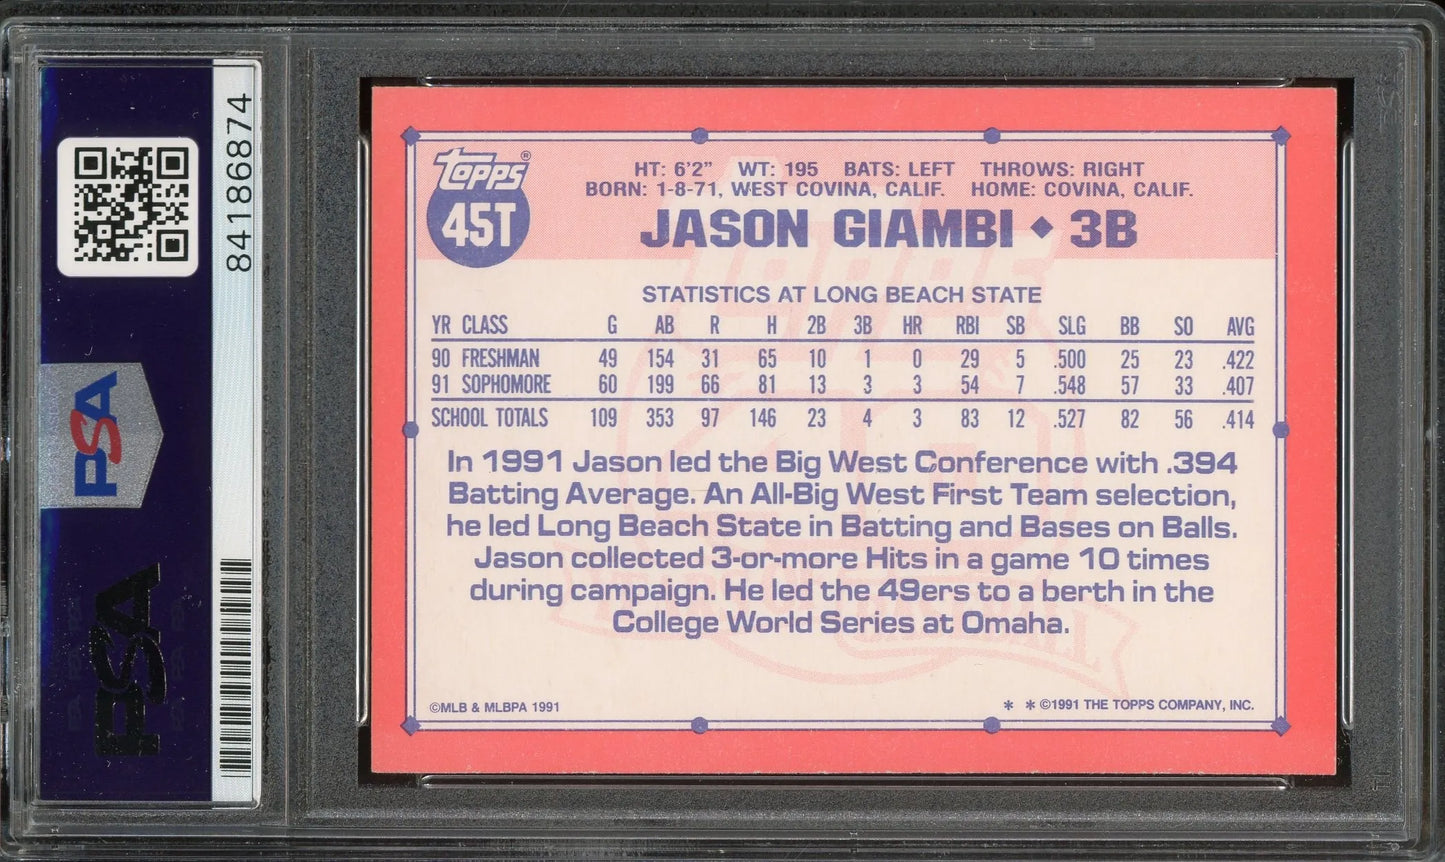 84186874
PSA
PSA
Topps®
45T
HT: 6'2" WT: 195 BATS: LEFT THROWS: RIGHT
BORN: 1-8-71, WEST COVINA, CALIF. HOME: COVINA, CALIF.
JASON GIAMBI ◆ 3B
STATISTICS AT LONG BEACH STATE
YR CLASS G AB R H 2B 3B HR RBI SB SLG BB SO AVG
90 FRESHMAN 49 154 31 65 10 1 0 29 5 .500 25 23 .422
91 SOPHOMORE 60 199 66 81 13 3 3 54 7 .548 57 33 .407
SCHOOL TOTALS 109 353 97 146 23 4 3 83 12 .527 82 56 .414
In 1991 Jason led the Big West Conference with .394
Batting Average. An All-Big West First Team selection,
he led Long Beach State in Batting and Bases on Balls.
Jason collected 3-or-more Hits in a game 10 times
during campaign. He led the 49ers to a berth in the
College World Series at Omaha.
©MLB & MLBPA 1991
* * ©1991 THE TOPPS COMPANY, INC.